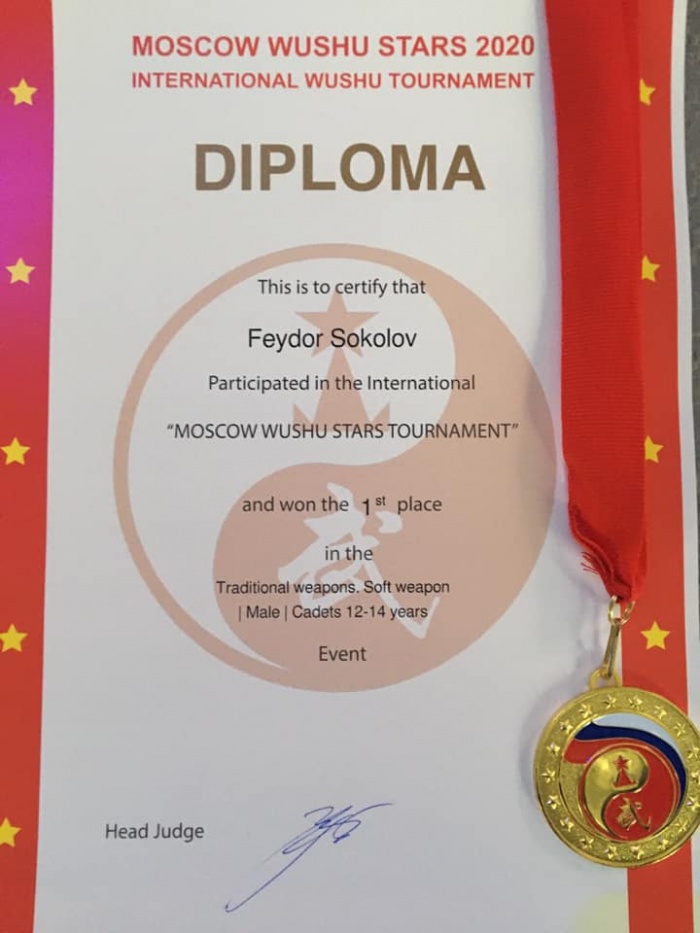 MOSCOW WUSHU STARS 2020
INTERNATIONAL WUSHU TOURNAMENT
DIPLOMA
This is to certify that
Feydor Sokolov
Participated in the International
“MOSCOW WUSHU STARS TOURNAMENT”
and won the 1st place
in the
Traditional weapons. Soft weapon
| Male | Cadets 12-14 years
Event
武
Head Judge
武